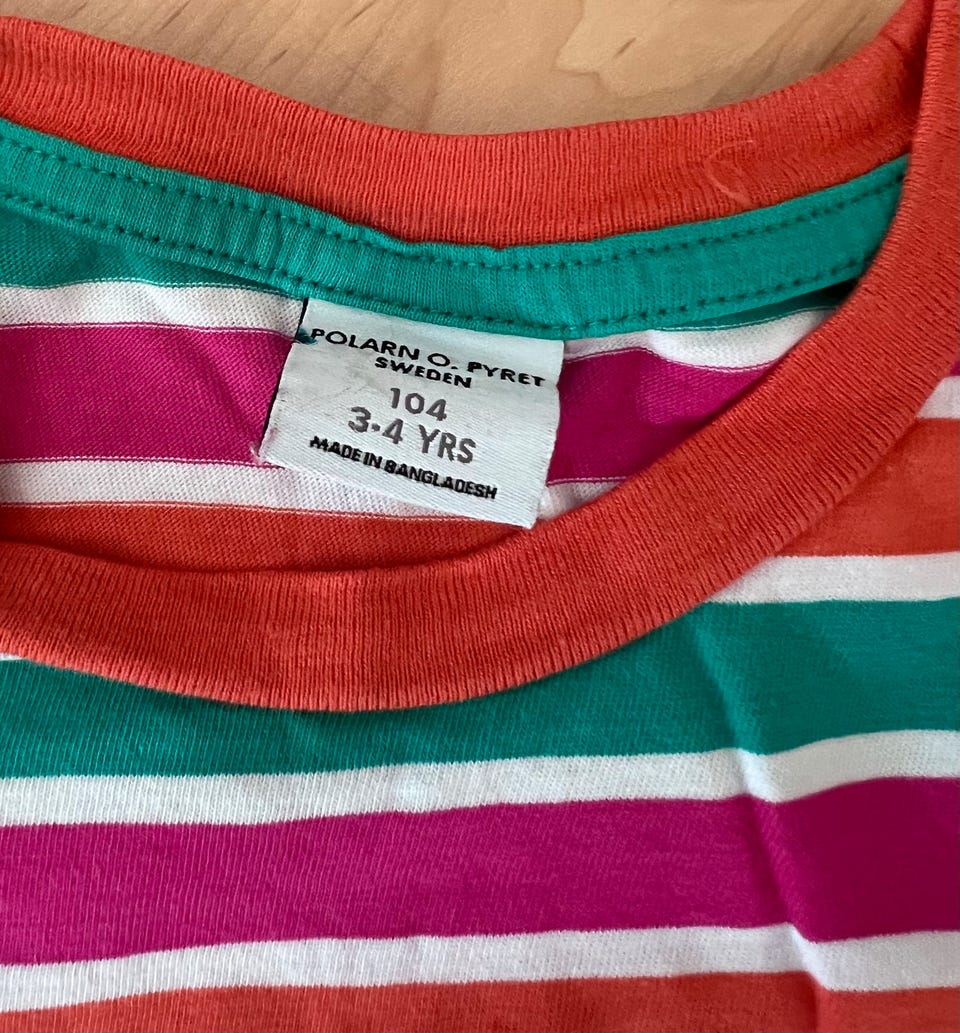 POLARN O. PYRET
SWEDEN
104
3-4 YRS
MADE IN BANGLADESH